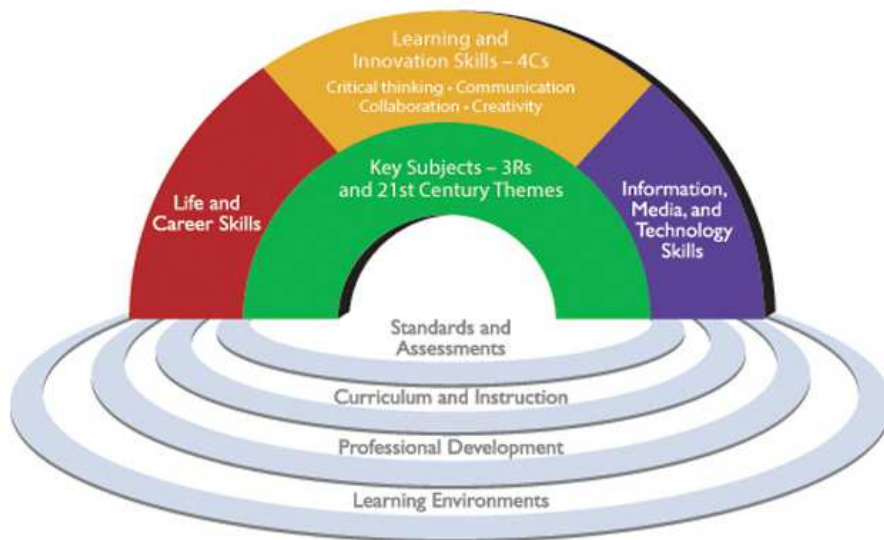 Learning and
Innovation Skills – 4Cs
Critical thinking • Communication
Collaboration • Creativity
Key Subjects – 3Rs
and 21st Century Themes
Life and
Career Skills
Information,
Media, and
Technology
Skills
Standards and
Assessments
Curriculum and Instruction
Professional Development
Learning Environments